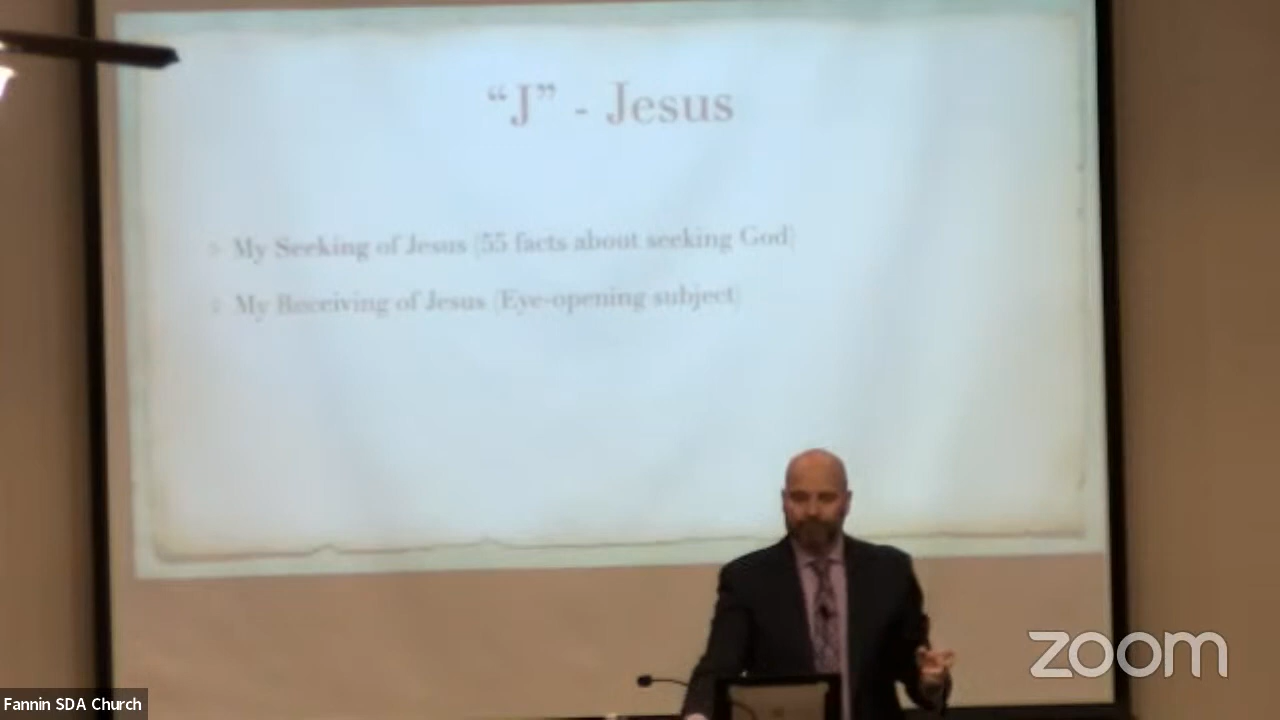 “J” - Jesus
My Seeking of Jesus (55 facts about seeking God)
My Receiving of Jesus (Eye-opening subject)
zoom
Fannin SDA Church